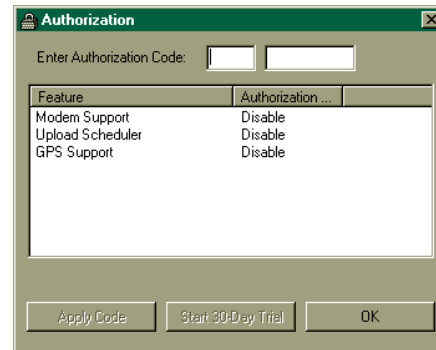 Authorization
Enter Authorization Code:
Feature Authorization ...
Modem Support Disable
Upload Scheduler Disable
GPS Support Disable
Apply Code Start 30-Day Trial OK